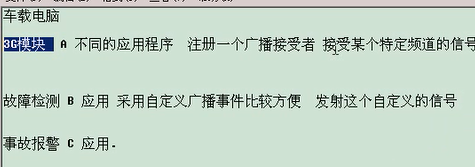 车载电脑
3G模块 A 不同的应用程序 注册一个广播接受者 接受某个特定频道的信号
故障检测 B 应用 采用自定义广播事件比较方便 发射这个自定义的信号
事故报警 C 应用.